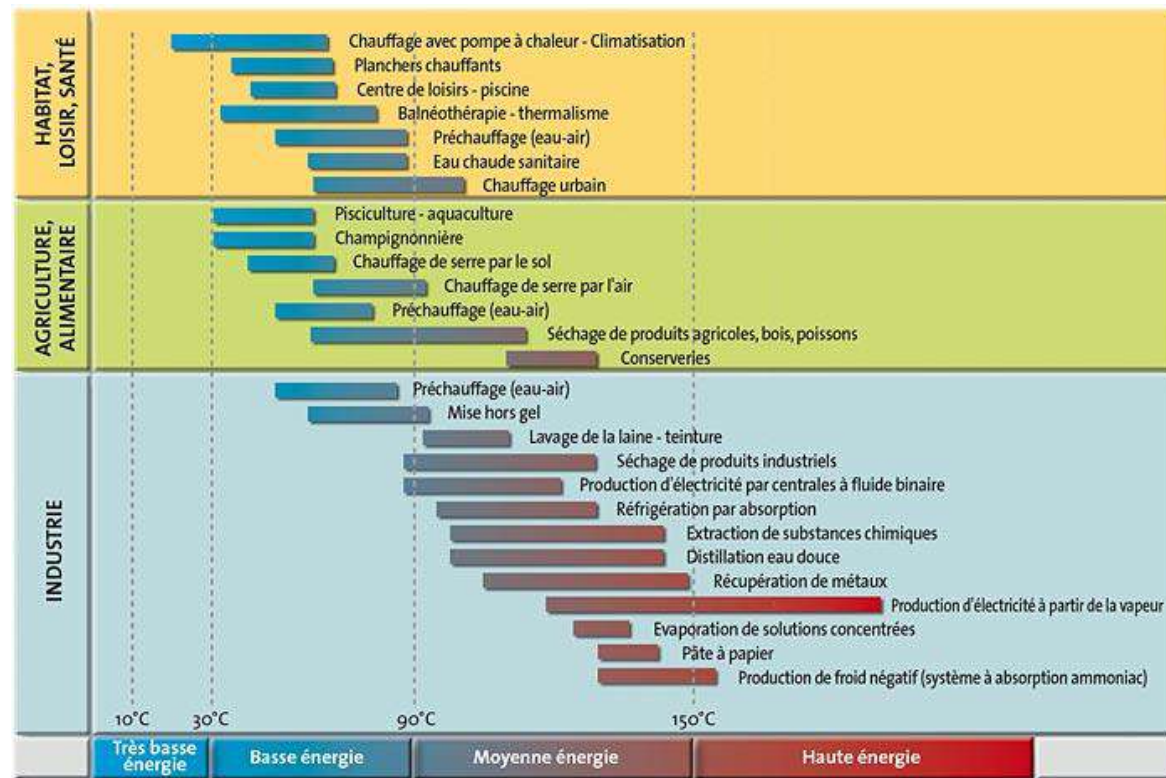 HABITAT,
LOISIR, SANTÉ
Chauffage avec pompe à chaleur - Climatisation
Planchers chauffants
Centre de loisirs - piscine
Balnéothérapie - thermalisme
Préchauffage (eau-air)
Eau chaude sanitaire
Chauffage urbain
AGRICULTURE,
ALIMENTAIRE
Pisciculture - aquaculture
Champignonnière
Chauffage de serre par le sol
Chauffage de serre par l'air
Préchauffage (eau-air)
Séchage de produits agricoles, bois, poissons
Conserveries
INDUSTRIE
Préchauffage (eau-air)
Mise hors gel
Lavage de la laine - teinture
Séchage de produits industriels
Production d'électricité par centrales à fluide binaire
Réfrigération par absorption
Extraction de substances chimiques
Distillation eau douce
Récupération de métaux
Production d'électricité à partir de la vapeur
Evaporation de solutions concentrées
Pâte à papier
Production de froid négatif (système à absorption ammoniac)
10°C 30°C 90°C 150°C
Très basse
énergie
Basse énergie
Moyenne énergie
Haute énergie